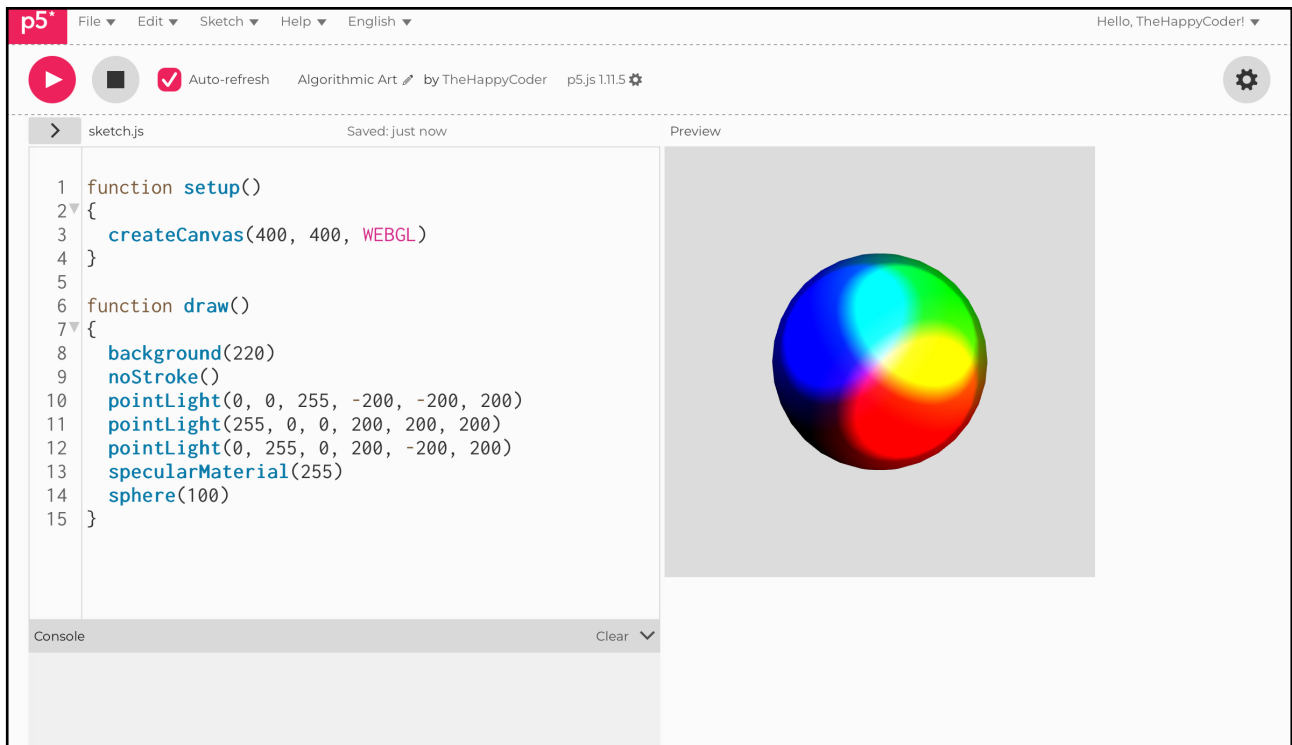 p5* File ▼ Edit ▼ Sketch ▼ Help ▼ English ▼ Hello, TheHappyCoder! ▼
Auto-refresh Algorithmic Art by TheHappyCoder p5.js 1.11.5
> sketch.js Saved: just now Preview
1 function setup()
2 {
3 createCanvas(400, 400, WEBGL)
4 }
5
6 function draw()
7 {
8 background(220)
9 noStroke()
10 pointLight(0, 0, 255, -200, -200, 200)
11 pointLight(255, 0, 0, 200, 200, 200)
12 pointLight(0, 255, 0, 200, -200, 200)
13 specularMaterial(255)
14 sphere(100)
15 }
Console Clear